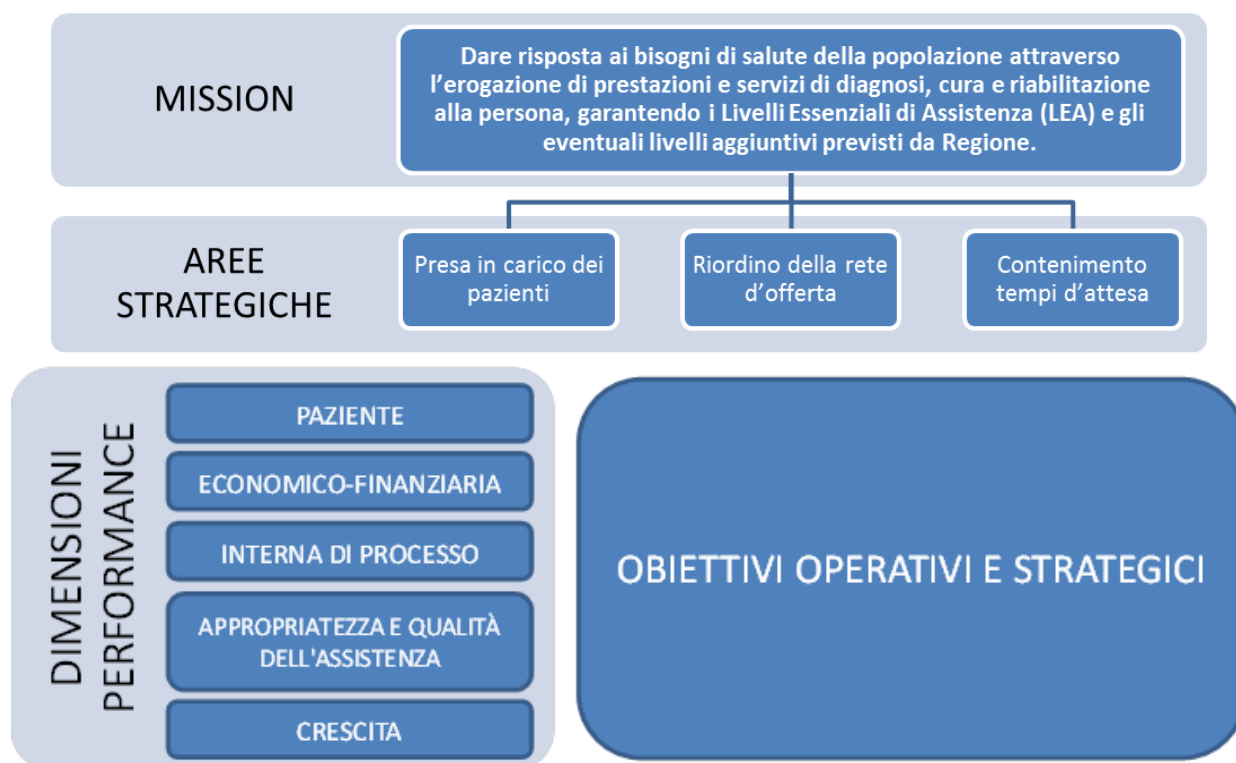 MISSION
Dare risposta ai bisogni di salute della popolazione attraverso
l'erogazione di prestazioni e servizi di diagnosi, cura e riabilitazione
alla persona, garantendo i Livelli Essenziali di Assistenza (LEA) e gli
eventuali livelli aggiuntivi previsti da Regione.
AREE
STRATEGICHE
Presa in carico dei
pazienti
Riordino della rete
d'offerta
Contenimento
tempi d'attesa
DIMENSIONI
PERFORMANCE
PAZIENTE
ECONOMICO-FINANZIARIA
INTERNA DI PROCESSO
APPROPRIATEZZA E QUALITÀ
DELL'ASSISTENZA
CRESCITA
OBIETTIVI OPERATIVI E STRATEGICI